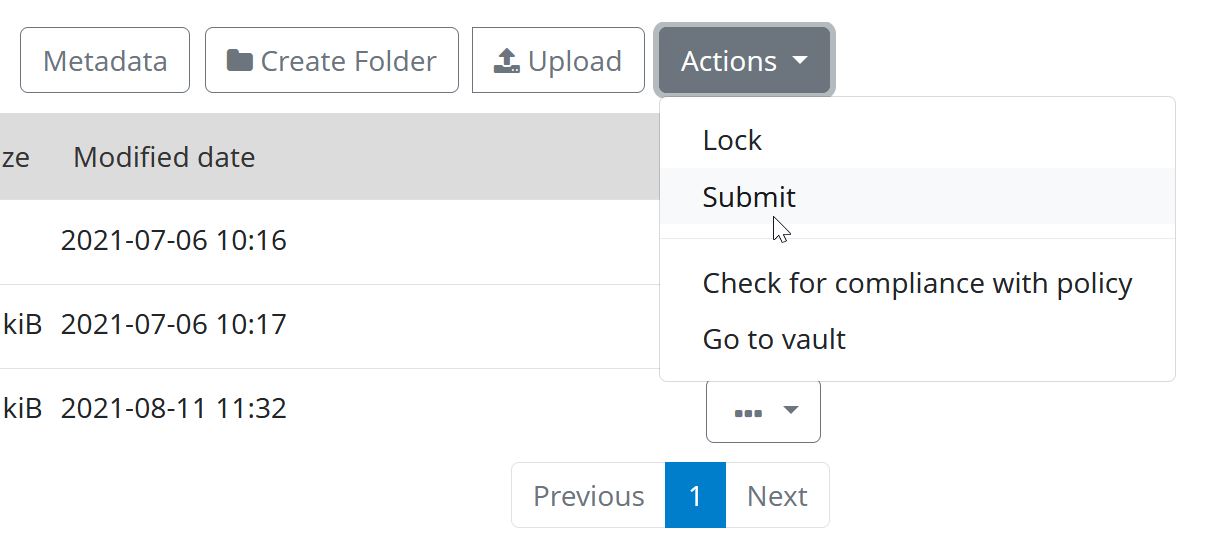 Metadata Create Folder Upload Actions
Lock
ze Modified date
Submit
2021-07-06 10:16
Check for compliance with policy
kiB 2021-07-06 10:17
Go to vault
kiB 2021-08-11 11:32 ...
Previous 1 Next